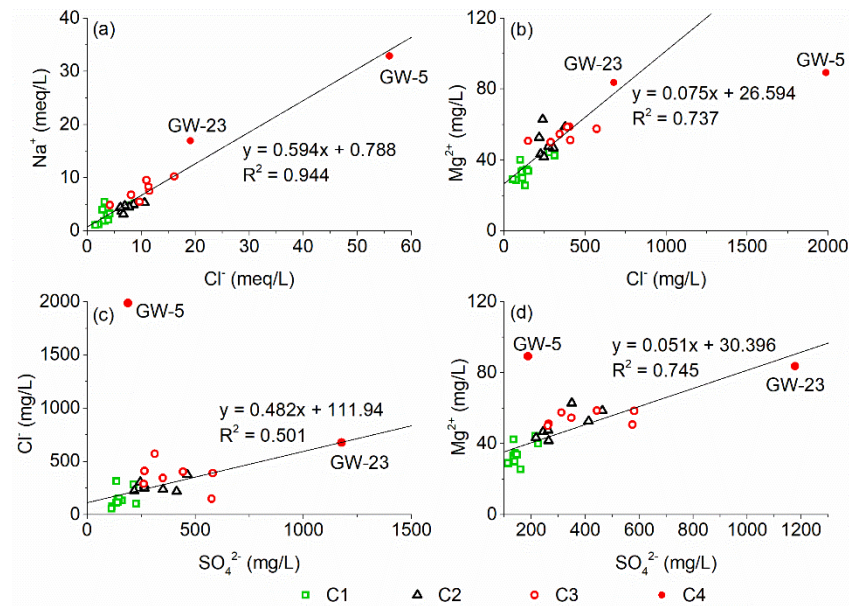 (a)
Na⁺ (meq/L)
40
30
20
10
0
GW-5
GW-23
y = 0.594x + 0.788
R² = 0.944
0 10 20 30 40 50 60
Cl⁻ (meq/L)
(b)
Mg²⁺ (mg/L)
120
80
40
0
GW-23
GW-5
y = 0.075x + 26.594
R² = 0.737
0 500 1000 1500 2000
Cl⁻ (mg/L)
(c)
Cl⁻ (mg/L)
2000
1500
1000
500
0
GW-5
y = 0.482x + 111.94
R² = 0.501
GW-23
0 500 1000 1500
SO₄²⁻ (mg/L)
(d)
Mg²⁺ (mg/L)
120
80
40
0
GW-5
y = 0.051x + 30.396
R² = 0.745
GW-23
200 400 600 800 1000 1200
SO₄²⁻ (mg/L)
C1 C2 C3 C4